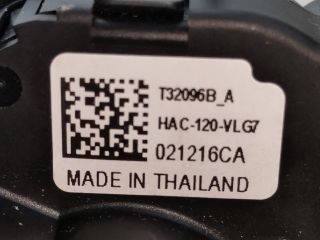 T32096B_A
HAC-120-VLG7
021216CA
MADE IN THAILAND